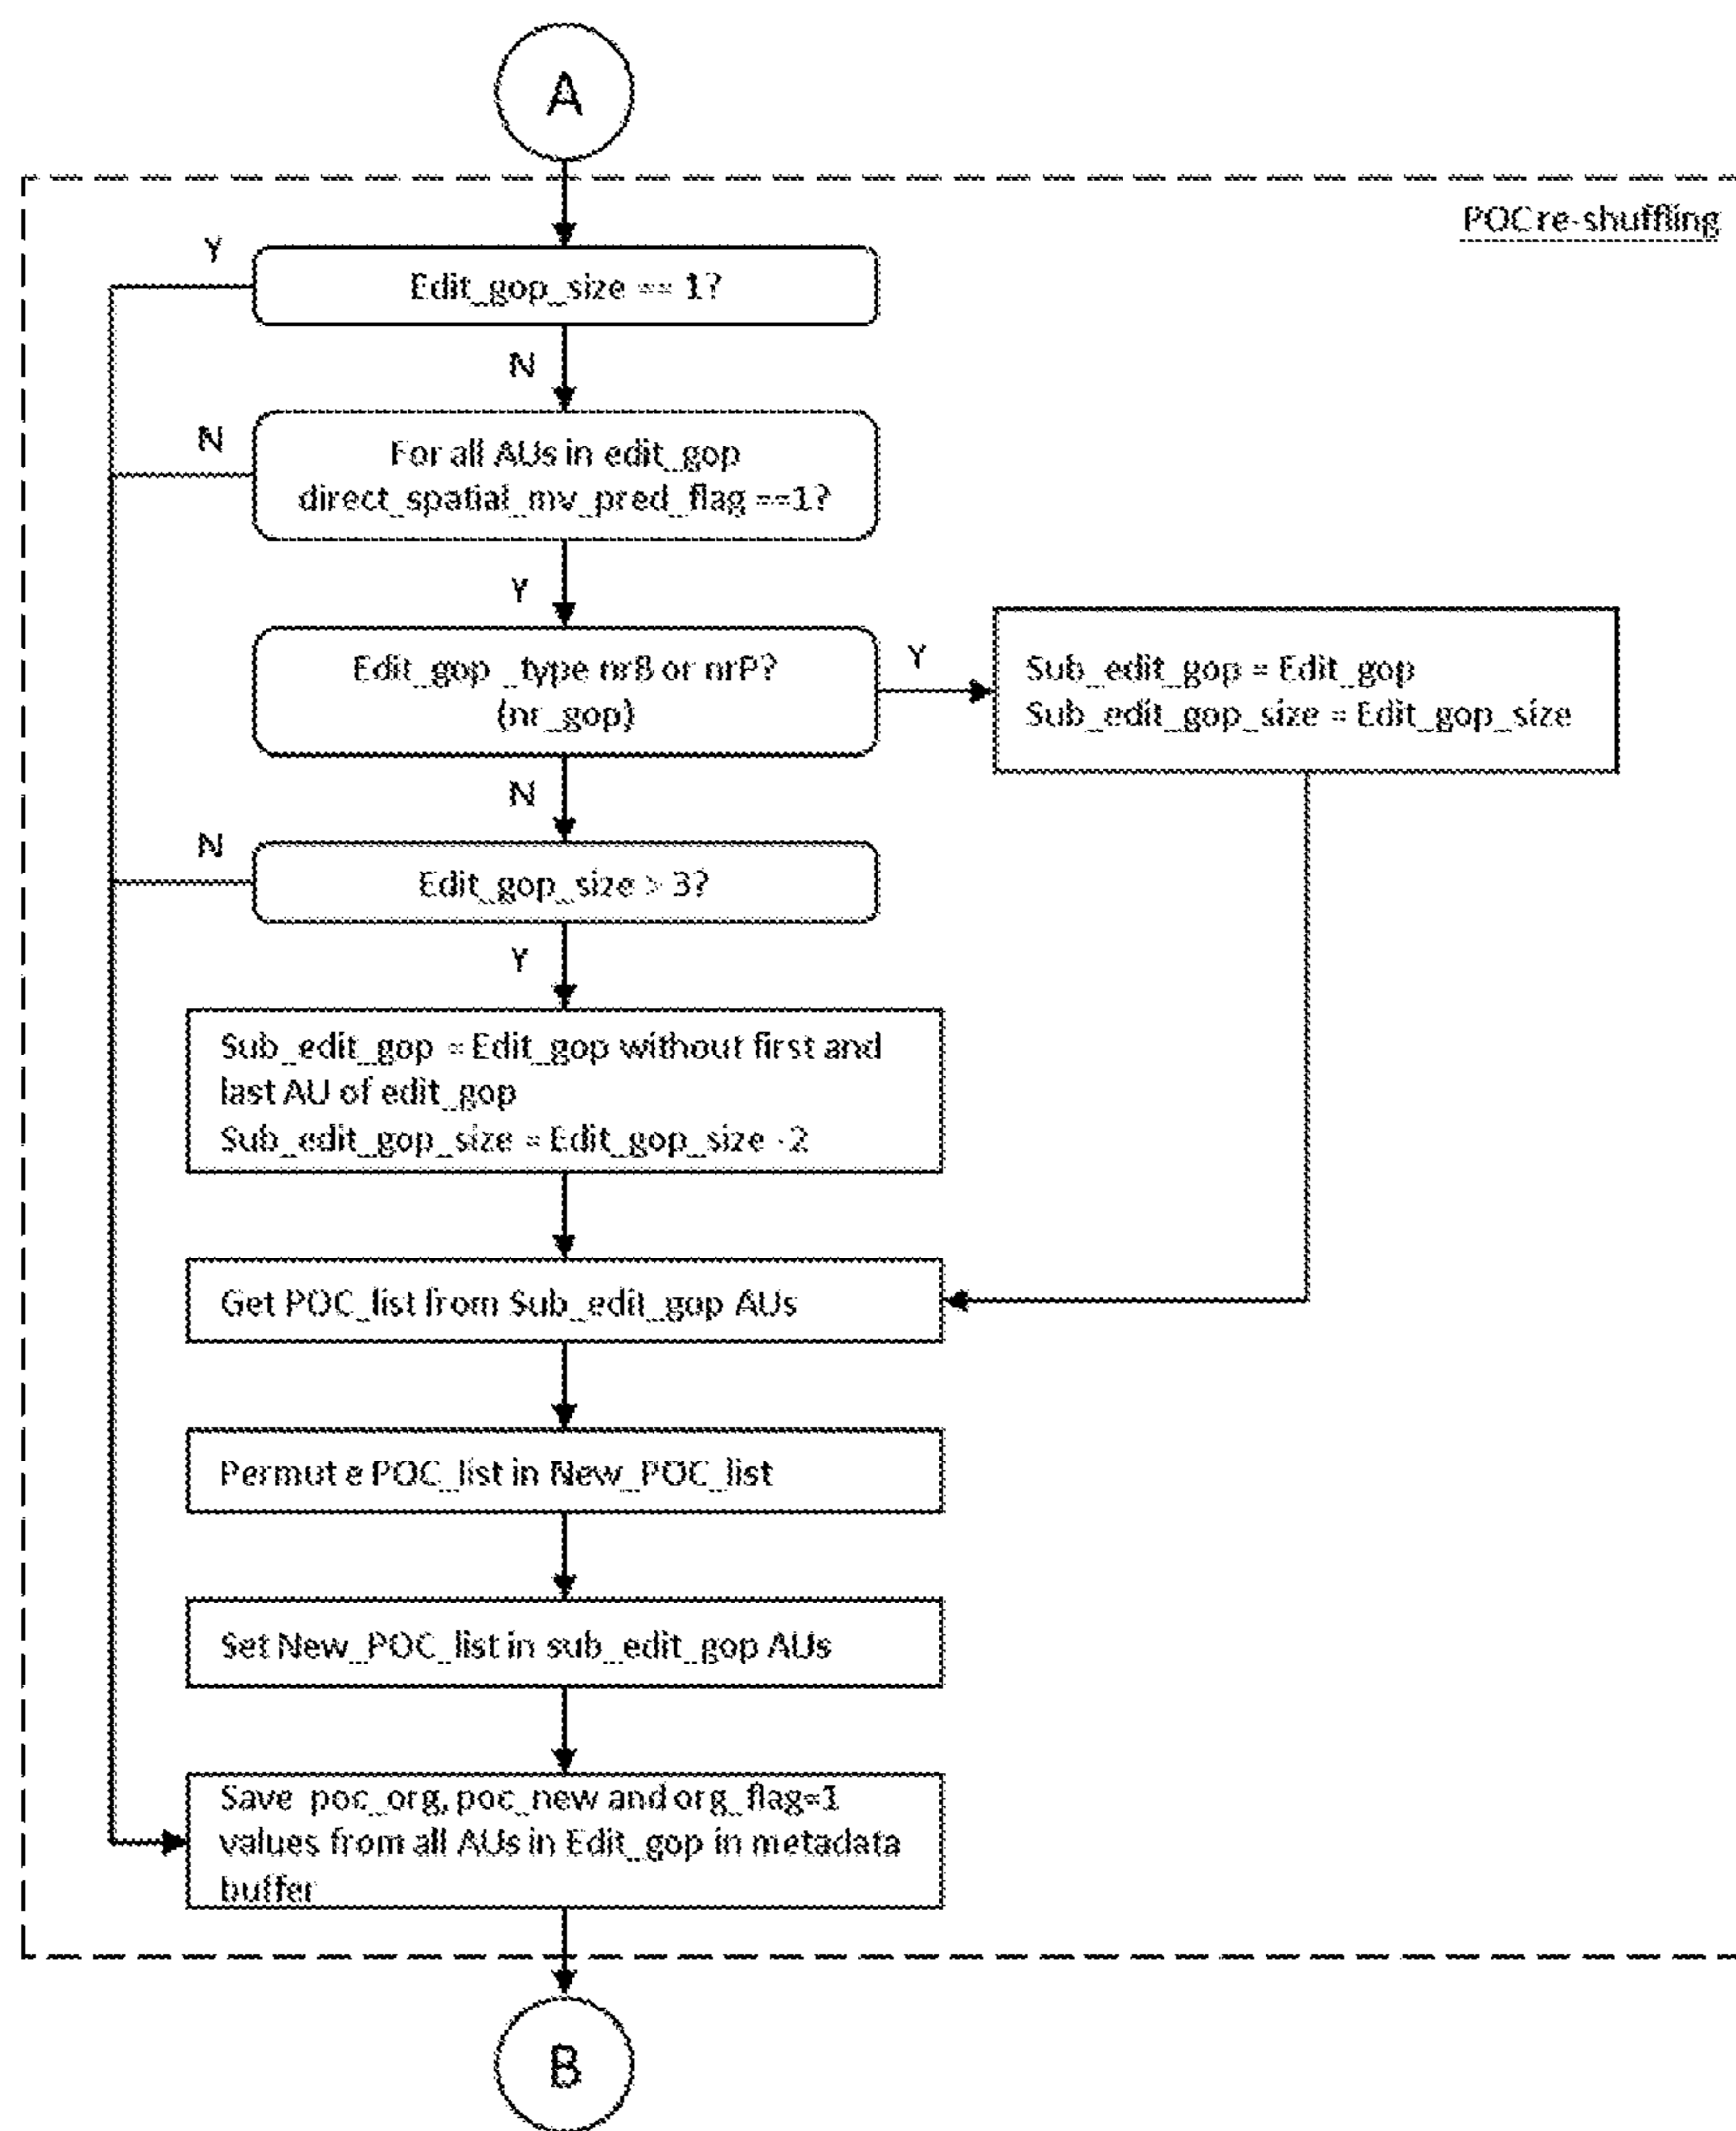 A
POC re-shuffling
Y
Edit_gop_size == 1?
N
N
For all AUs in edit_gop
direct_spatial_mv_pred_flag ==1?
Y
Edit_gop _type nrB or nrP?
(nr_gop)
Y
Sub_edit_gop = Edit_gop
Sub_edit_gop_size = Edit_gop_size
N
N
Edit_gop_size > 3?
Y
Sub_edit_gop = Edit_gop without first and
last AU of edit_gop
Sub_edit_gop_size = Edit_gop_size -2
Get POC_list from Sub_edit_gop AUs
Permut e POC_list in New_POC_list
Set New_POC_list in sub_edit_gop AUs
Save poc_org, poc_new and org_flag=1
values from all AUs in Edit_gop in metadata
buffer
B